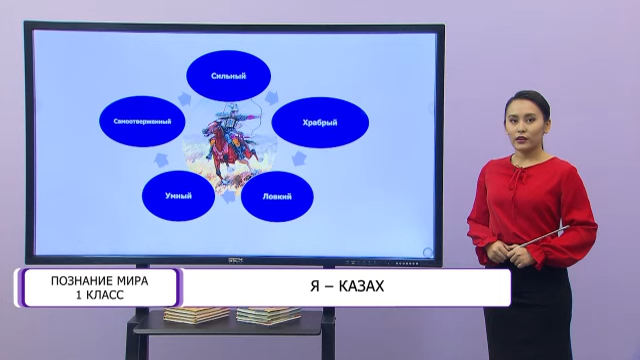 Сильный
Храбрый
Ловкий
Умный
Самоотверженный
ПОЗНАНИЕ МИРА
1 КЛАСС
Я – КАЗАХ